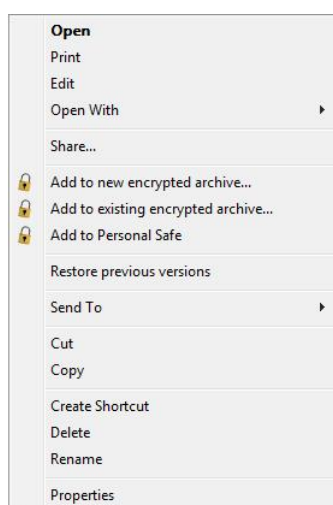 Open
Print
Edit
Open With
Share...
Add to new encrypted archive...
Add to existing encrypted archive...
Add to Personal Safe
Restore previous versions
Send To
Cut
Copy
Create Shortcut
Delete
Rename
Properties